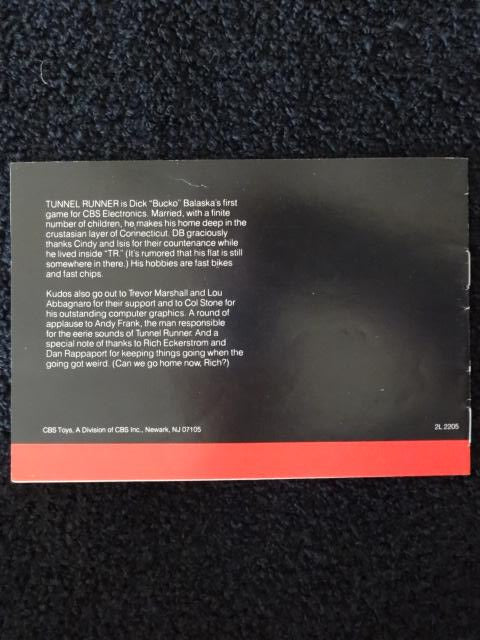 TUNNEL RUNNER is Dick "Bucko" Balaska's first
game for CBS Electronics. Married, with a finite
number of children, he makes his home deep in the
crustasian layer of Connecticut. DB graciously
thanks Cindy and Isis for their countenance while
he lived inside "TR." (It's rumored that his flat is still
somewhere in there.) His hobbies are fast bikes
and fast chips.
Kudos also go out to Trevor Marshall and Lou
Abbagnaro for their support and to Col Stone for
his outstanding computer graphics. A round of
applause to Andy Frank, the man responsible
for the eerie sounds of Tunnel Runner. And a
special note of thanks to Rich Eckerstrom and
Dan Rappaport for keeping things going when the
going got weird. (Can we go home now, Rich?)
CBS Toys, A Division of CBS Inc., Newark, NJ 07105
2L 2205